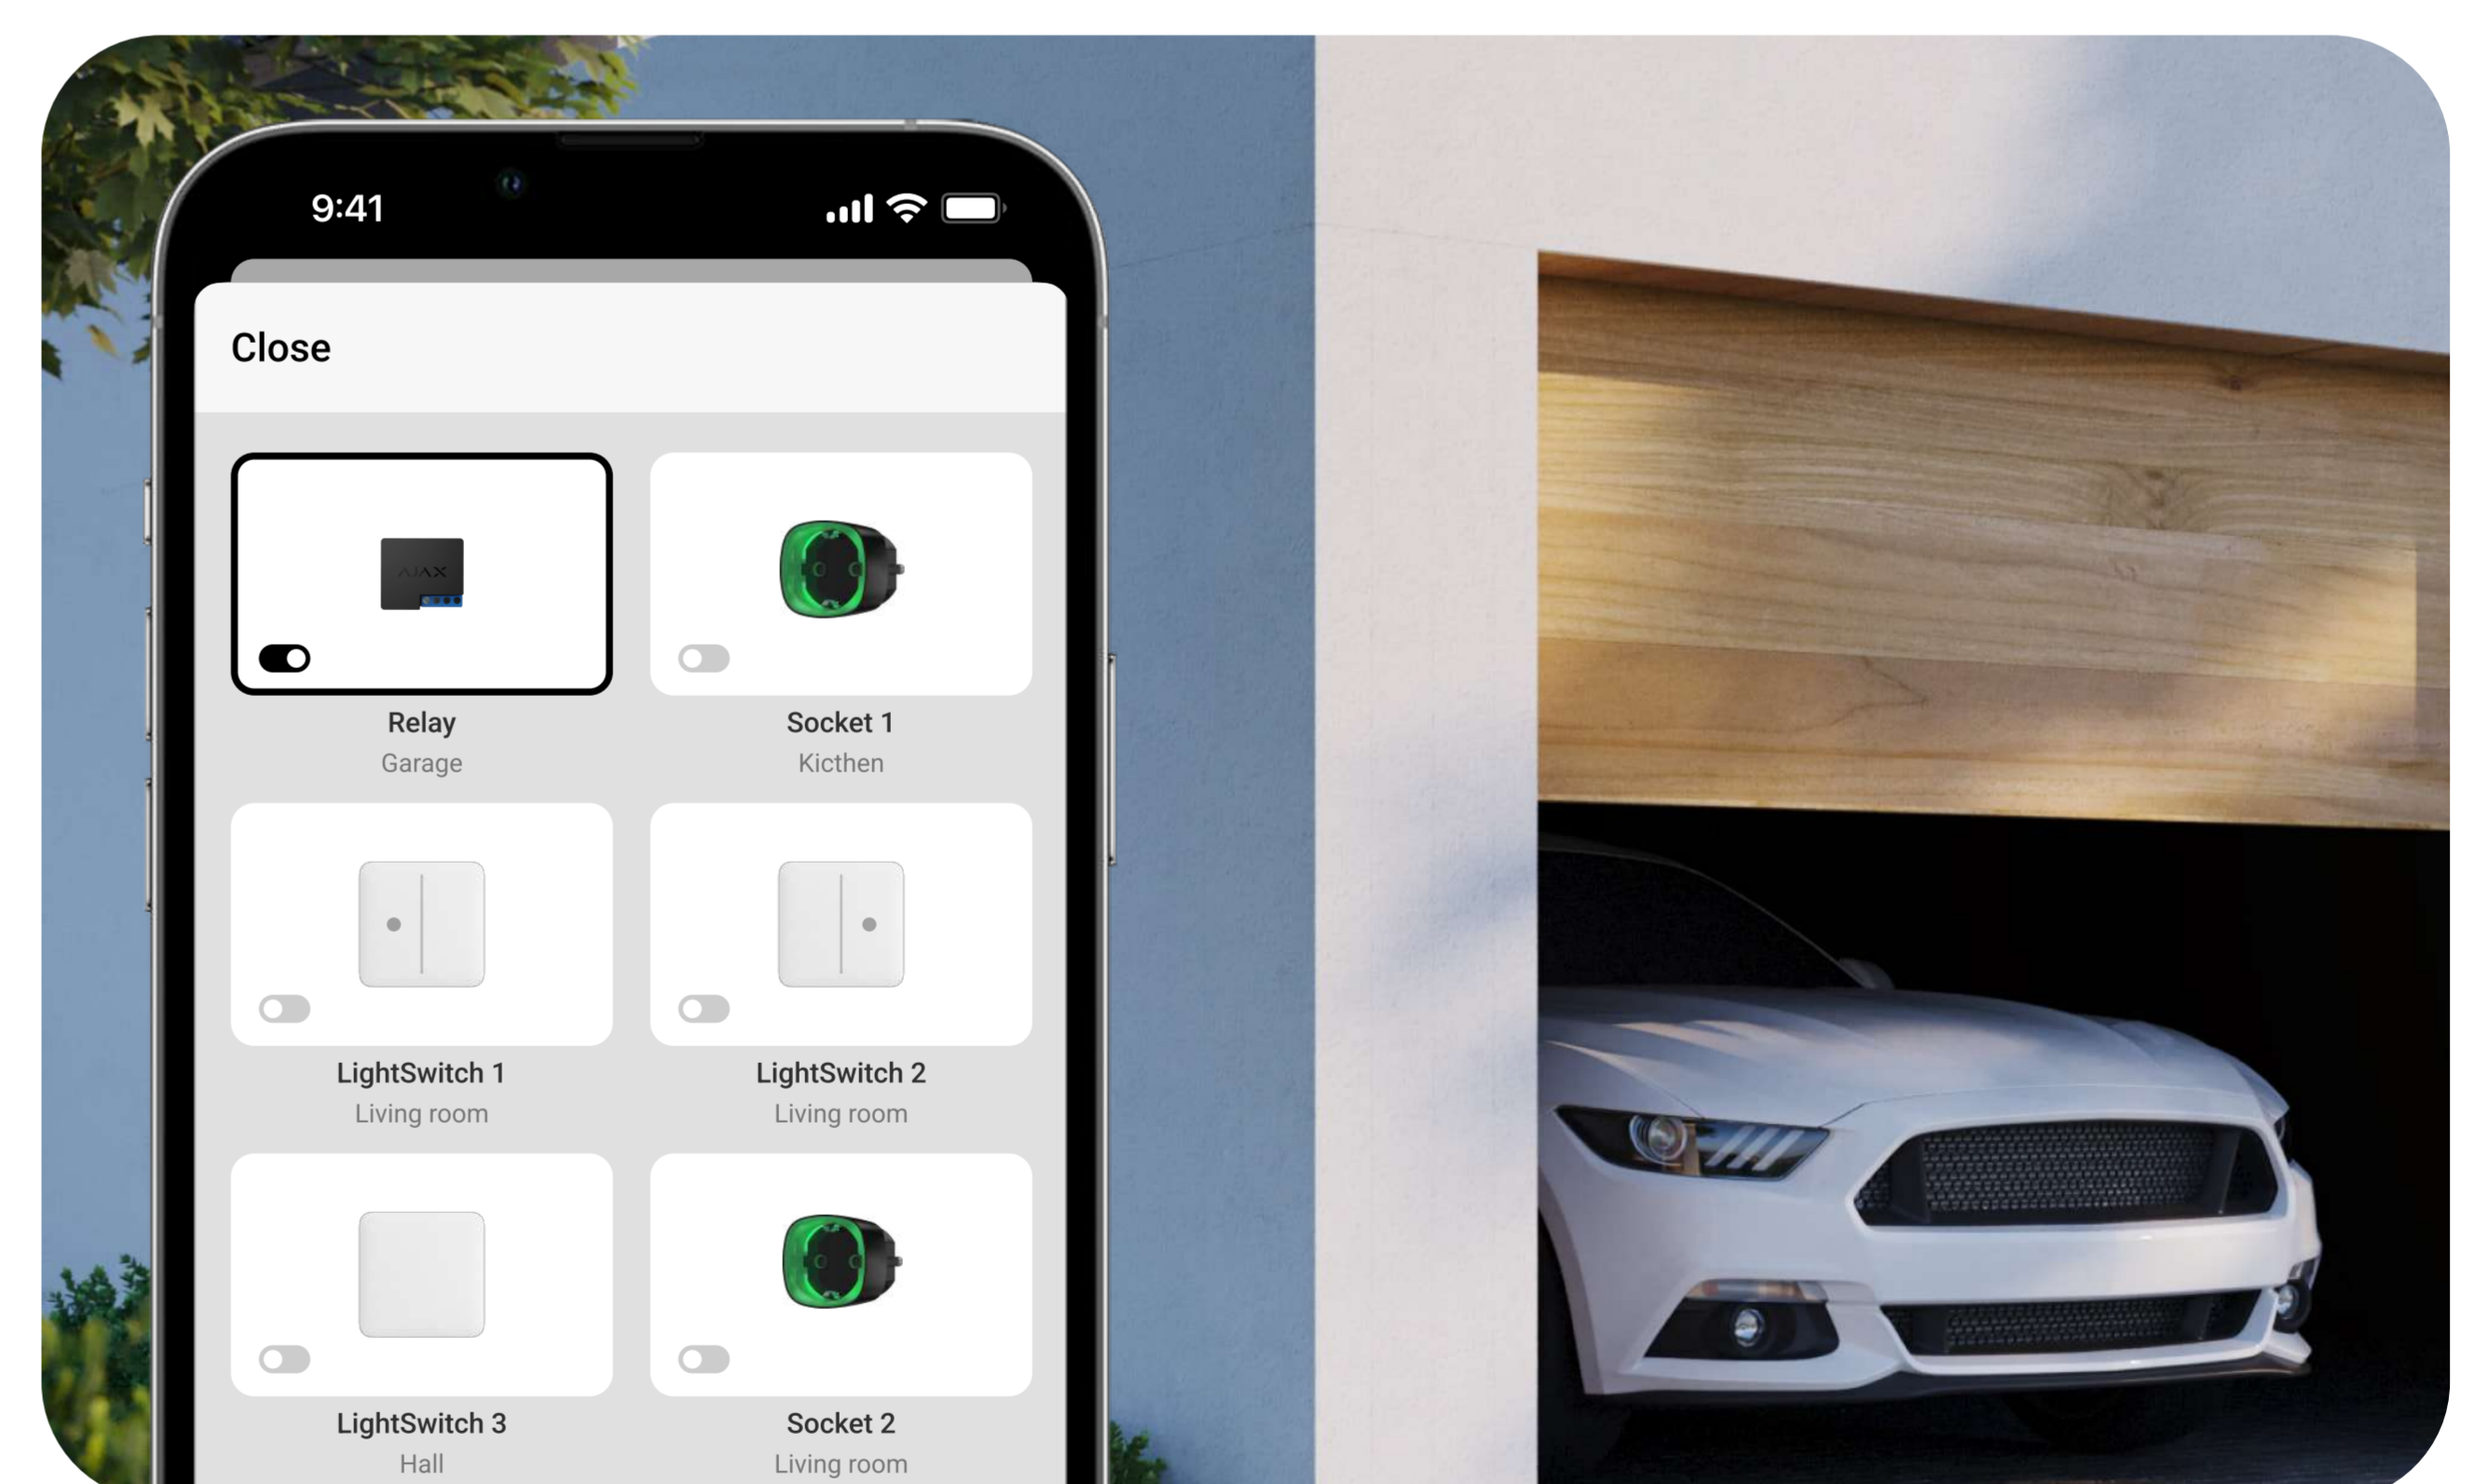 9:41
Close
AJAX
Relay
Garage
Socket 1
Kicthen
LightSwitch 1
Living room
LightSwitch 2
Living room
LightSwitch 3
Hall
Socket 2
Living room